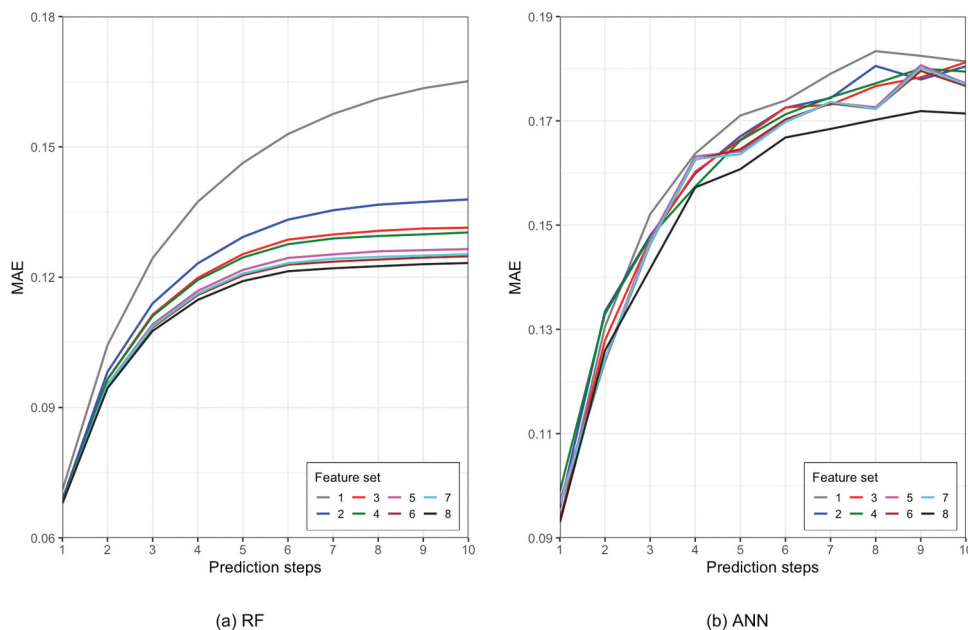 0.18
0.15
0.12
0.09
0.06
MAE
1 2 3 4 5 6 7 8 9 10
Prediction steps
Feature set
1 3 5 7
2 4 6 8
(a) RF
0.19
0.17
0.15
0.13
0.11
0.09
MAE
1 2 3 4 5 6 7 8 9 10
Prediction steps
Feature set
1 3 5 7
2 4 6 8
(b) ANN